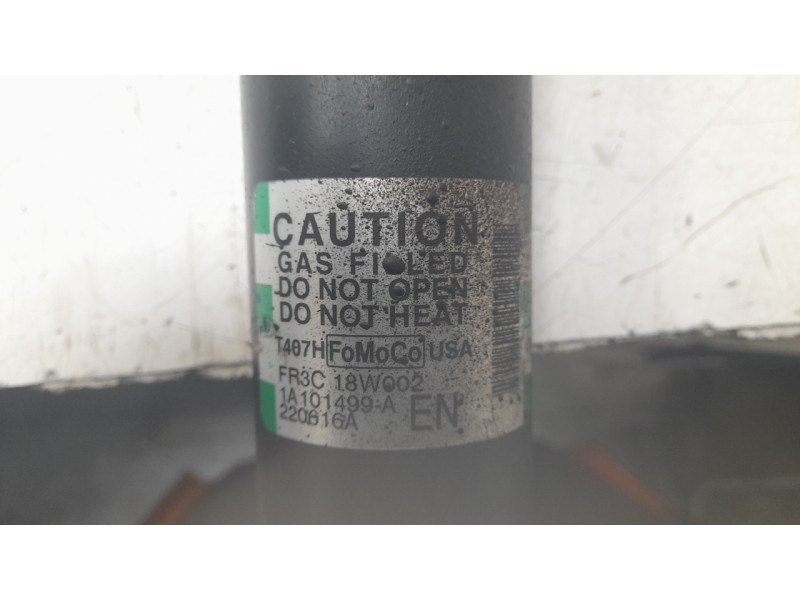 CAUTION
GAS FILLED
DO NOT OPEN
DO NOT HEAT
T407H FoMoCo USA
FR3C 18W002
1A101499-A
220616A EN